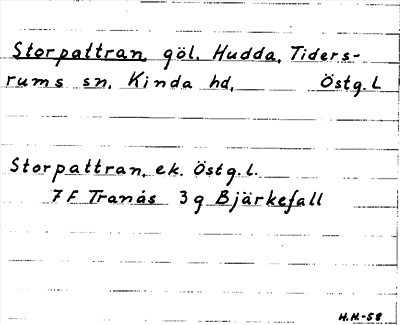 Storpattran, göl. Hudda, Tiders-
rums sn. Kinda hd, Östg. L
Storpattran, ek. Östg. l.
7 F Tranås 3 g Bjärkefall
H.H.-58